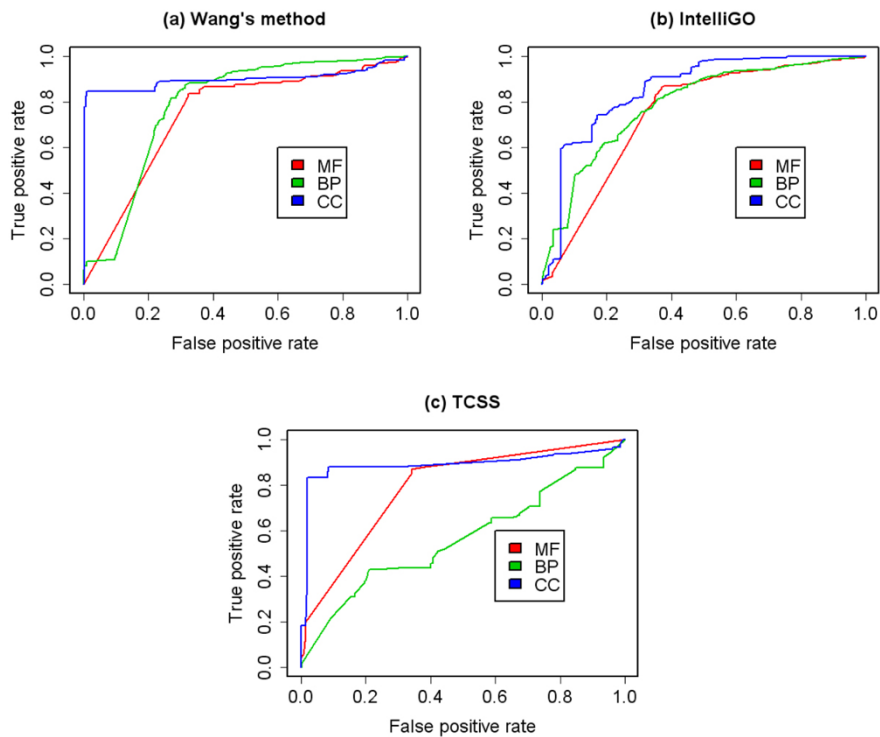 (a) Wang's method
True positive rate
0.0 0.2 0.4 0.6 0.8 1.0
MF
BP
CC
0.0 0.2 0.4 0.6 0.8 1.0
False positive rate
(b) IntelliGO
True positive rate
0.0 0.2 0.4 0.6 0.8 1.0
MF
BP
CC
0.0 0.2 0.4 0.6 0.8 1.0
False positive rate
(c) TCSS
True positive rate
0.0 0.2 0.4 0.6 0.8 1.0
MF
BP
CC
0.0 0.2 0.4 0.6 0.8 1.0
False positive rate